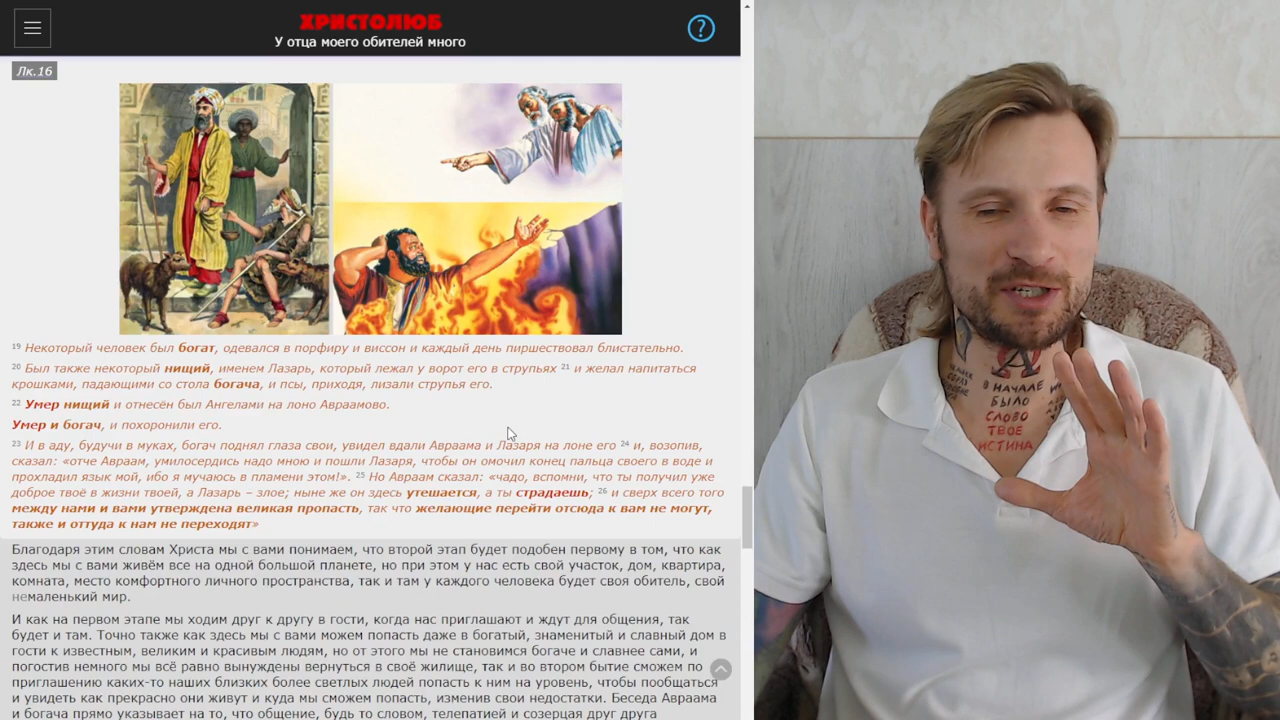 ХРИСТОЛЮБ
У отца моего обителей много
?
Лк.16
19 Некоторый человек был богат, одевался в порфиру и виссон и каждый день пиршествовал блистательно.
20 Был также некоторый нищий, именем Лазарь, который лежал у ворот его в струпьях 21 и желал напитаться
крошками, падающими со стола богача, и псы, приходя, лизали струпья его.
22 Умер нищий и отнесён был Ангелами на лоно Авраамово.
Умер и богач, и похоронили его.
23 И в аду, будучи в муках, богач поднял глаза свои, увидел вдали Авраама и Лазаря на лоне его 24 и, возопив,
сказал: «отче Авраам, умилосердись надо мною и пошли Лазаря, чтобы он омочил конец пальца своего в воде и
прохладил язык мой, ибо я мучаюсь в пламени этом!». 25 Но Авраам сказал: «чадо, вспомни, что ты получил уже
доброе твоё в жизни твоей, а Лазарь – злое; ныне же он здесь утешается, а ты страдаешь; 26 и сверх всего того
между нами и вами утверждена великая пропасть, так что желающие перейти отсюда к вам не могут,
также и оттуда к нам не переходят»
Благодаря этим словам Христа мы с вами понимаем, что второй этап будет подобен первому в том, что как
здесь мы с вами живём все на одной большой планете, но при этом у нас есть свой участок, дом, квартира,
комната, место комфортного личного пространства, так и там у каждого человека будет своя обитель, свой
немаленький мир.
И как на первом этапе мы ходим друг к другу в гости, когда нас приглашают и ждут для общения, так
будет и там. Точно также как здесь мы с вами можем попасть даже в богатый, знаменитый и славный дом в
гости к известным, великим и красивым людям, но от этого мы не становимся богаче и славнее сами, и
погостив немного мы всё равно вынуждены вернуться в своё жилище, так и во втором бытие сможем по
приглашению каких-то наших близких более светлых людей попасть к ним на уровень, чтобы пообщаться
и увидеть как прекрасно они живут и куда мы сможем попасть, изменив свои недостатки. Беседа Авраама
и богача прямо указывает на то, что общение, будь то словом, телепатией и созерцая друг друга
В НАЧАЛЕ
БЫЛО
СЛОВО
ТВОЕ
ИСТИНА